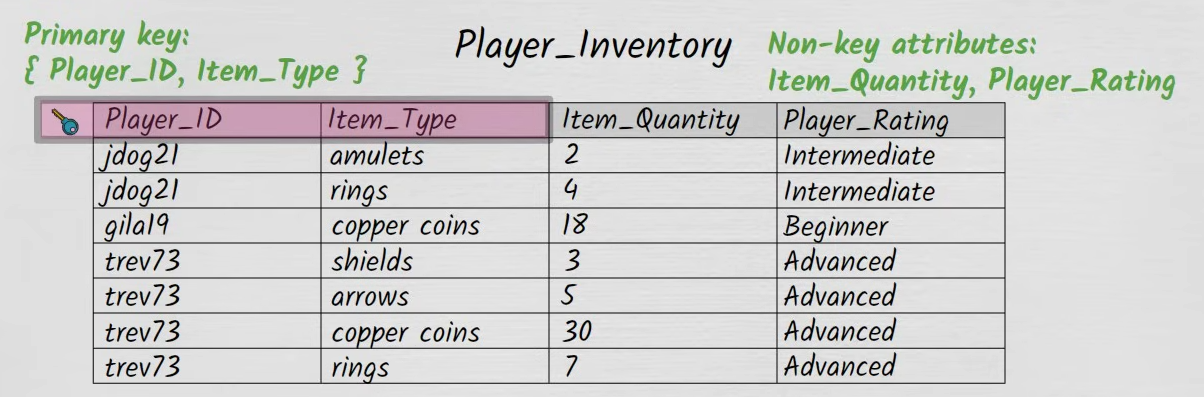 Primary key:
{ Player_ID, Item_Type }
Player_Inventory
Non-key attributes:
Item_Quantity, Player_Rating
Player_ID Item_Type Item_Quantity Player_Rating
jdog21 amulets 2 Intermediate
jdog21 rings 4 Intermediate
gila19 copper coins 18 Beginner
trev73 shields 3 Advanced
trev73 arrows 5 Advanced
trev73 copper coins 30 Advanced
trev73 rings 7 Advanced